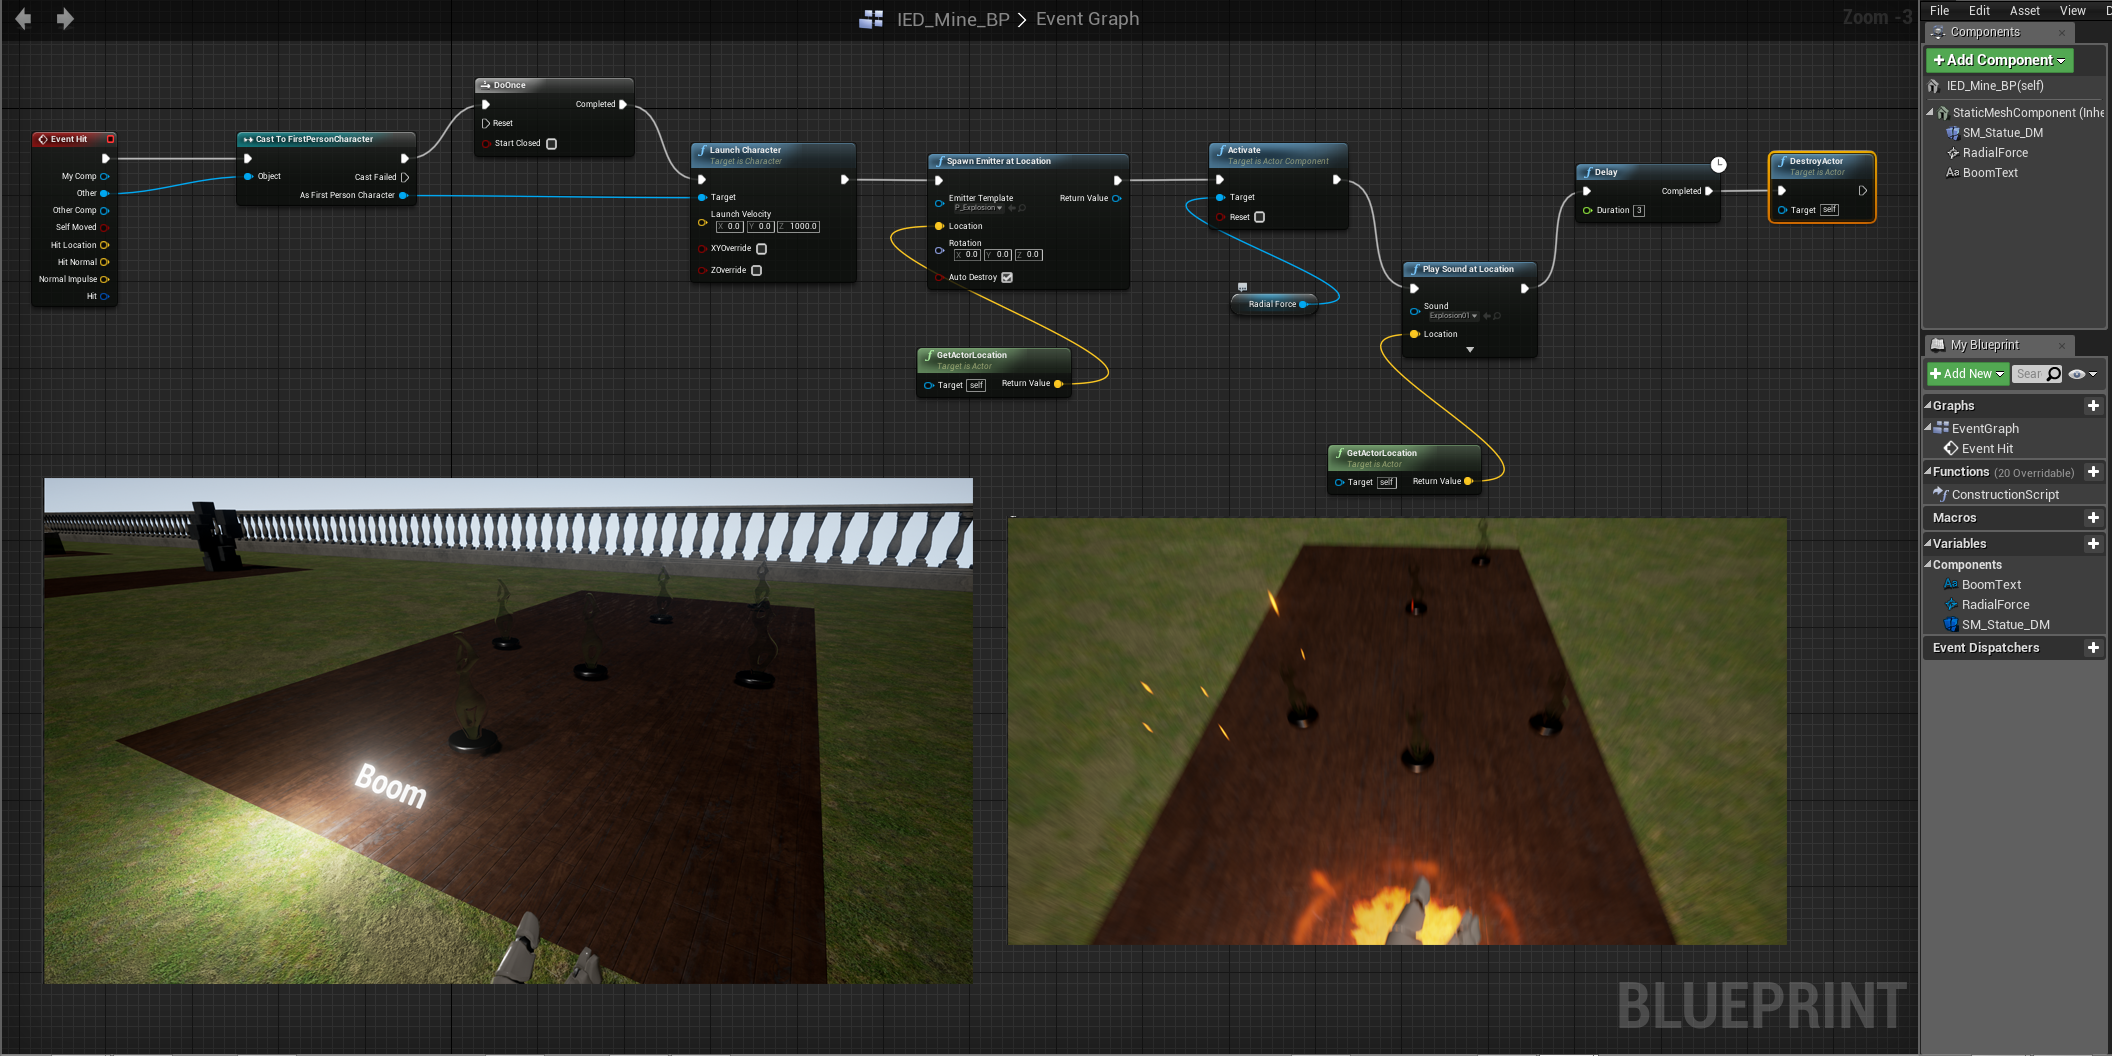 IED_Mine_BP > Event Graph
Zoom -3
DoOnce
Completed
Reset
Start Closed
Event Hit
My Comp
Other
Other Comp
Self Moved
Hit Location
Hit Normal
Normal Impulse
Hit
Cast To FirstPersonCharacter
Object
Cast Failed
As First Person Character
Launch Character
Target is Character
Target
Launch Velocity
X 0.0 Y 0.0 Z 1000.0
XYOverride
ZOverride
Spawn Emitter at Location
Emitter Template
P_Explosion
Return Value
Location
Rotation
X 0.0 Y 0.0 Z 0.0
Auto Destroy
GetActorLocation
Target is Actor
Target self Return Value
Activate
Target is Actor Component
Target
Reset
Radial Force
Play Sound at Location
Sound
Explosion01
Location
GetActorLocation
Target is Actor
Target self Return Value
Delay
Completed
Duration 3
DestroyActor
Target is Actor
Target self
Boom
BLUEPRINT
File Edit Asset View D
Components
+Add Component
IED_Mine_BP(self)
StaticMeshComponent (Inhe
SM_Statue_DM
RadialForce
Aa BoomText
My Blueprint
+Add New Sear
Graphs
EventGraph
Event Hit
Functions (20 Overridable)
ConstructionScript
Macros
Variables
Components
Aa BoomText
RadialForce
SM_Statue_DM
Event Dispatchers